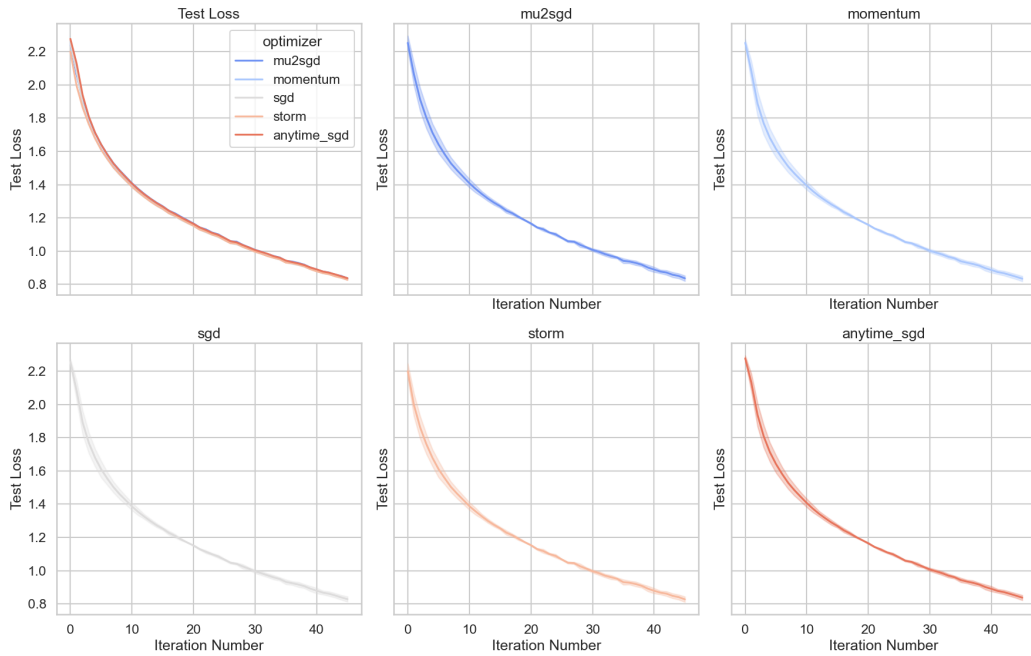 Test Loss
mu2sgd
momentum
Test Loss
2.2
2.0
1.8
1.6
1.4
1.2
1.0
0.8
optimizer
mu2sgd
momentum
sgd
storm
anytime_sgd
Test Loss
Iteration Number
Test Loss
Iteration Number
sgd
storm
anytime_sgd
Test Loss
2.2
2.0
1.8
1.6
1.4
1.2
1.0
0.8
0
10
20
30
40
Iteration Number
Test Loss
0
10
20
30
40
Iteration Number
Test Loss
0
10
20
30
40
Iteration Number